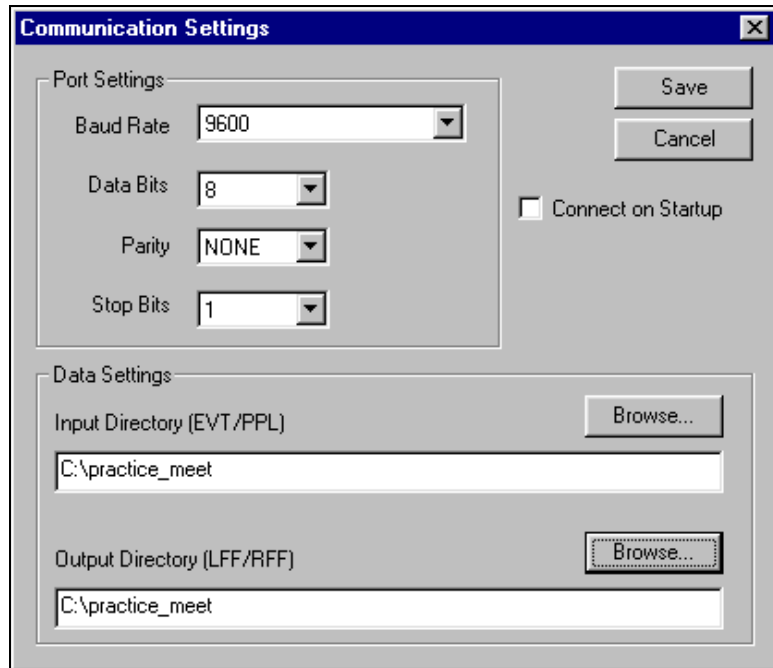 Communication Settings
Port Settings
Baud Rate 9600
Data Bits 8
Parity NONE
Stop Bits 1
Save
Cancel
Connect on Startup
Data Settings
Input Directory (EVT/PPL)
Browse...
C:\practice_meet
Output Directory (LFF/RFF)
Browse...
C:\practice_meet